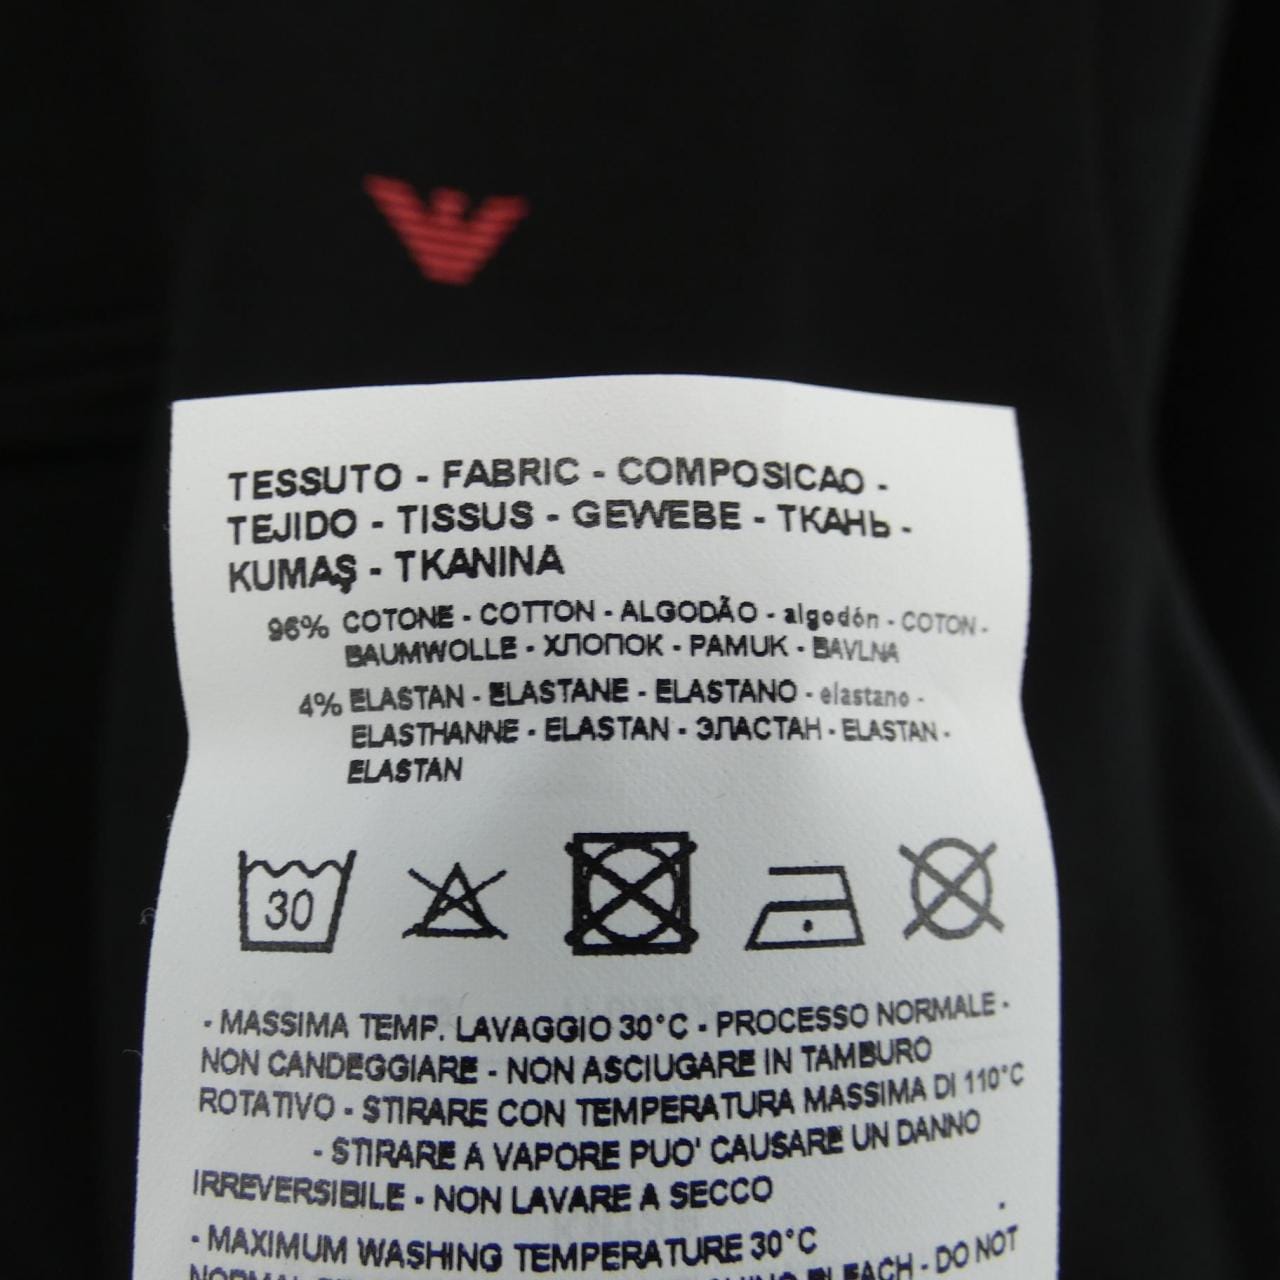 TESSUTO - FABRIC - COMPOSICAO -
TEJIDO - TISSUS - GEWEBE - ТКАНЬ -
KUMAŞ - TKANINA
96% COTONE - COTTON - ALGODÃO - algodón - COTON -
BAUMWOLLE - ХЛОПОК - PAMUK - BAVLNA
4% ELASTAN - ELASTANE - ELASTANO - elastano -
ELASTHANNE - ELASTAN - ЭЛАСТАН - ELASTAN -
ELASTAN
30
- MASSIMA TEMP. LAVAGGIO 30°C - PROCESSO NORMALE -
NON CANDEGGIARE - NON ASCIUGARE IN TAMBURO
ROTATIVO - STIRARE CON TEMPERATURA MASSIMA DI 110°C
- STIRARE A VAPORE PUO' CAUSARE UN DANNO
IRREVERSIBILE - NON LAVARE A SECCO
- MAXIMUM WASHING TEMPERATURE 30°C
BLEACH - DO NOT